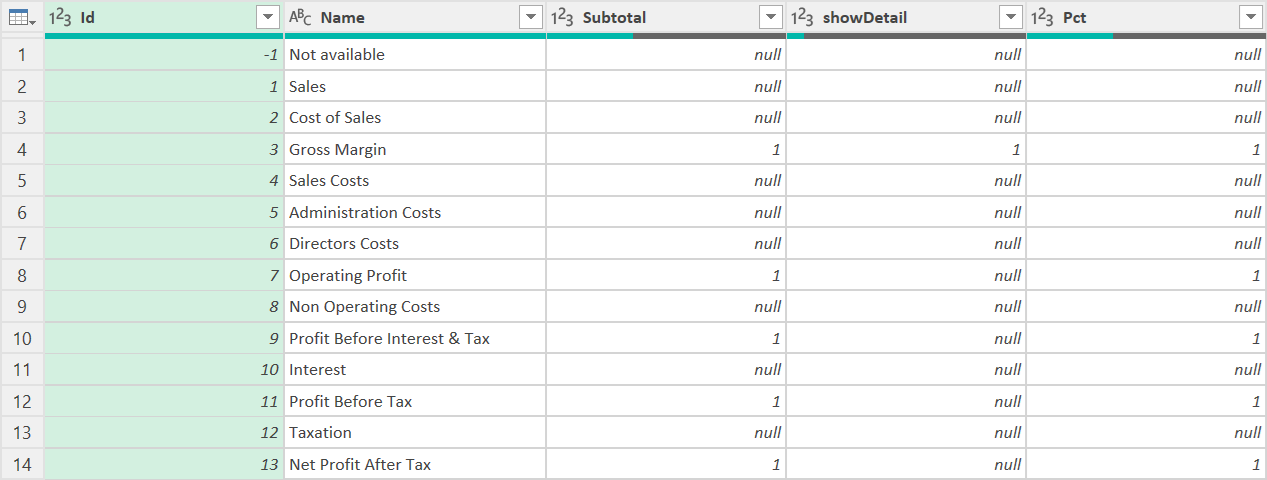 123 Id ABC Name 123 Subtotal 123 showDetail 123 Pct
1 -1 Not available null null null
2 1 Sales null null null
3 2 Cost of Sales null null null
4 3 Gross Margin 1 1 1
5 4 Sales Costs null null null
6 5 Administration Costs null null null
7 6 Directors Costs null null null
8 7 Operating Profit 1 null 1
9 8 Non Operating Costs null null null
10 9 Profit Before Interest & Tax 1 null 1
11 10 Interest null null null
12 11 Profit Before Tax 1 null 1
13 12 Taxation null null null
14 13 Net Profit After Tax 1 null 1